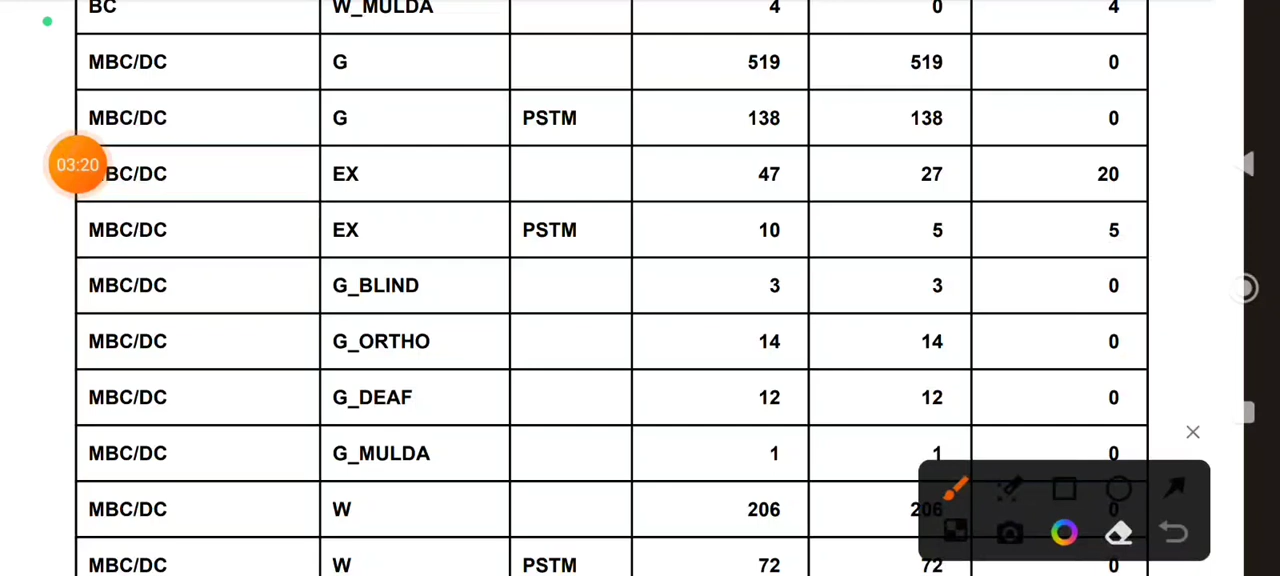 BC W_MULDA 4 0 4
MBC/DC G 519 519 0
MBC/DC G PSTM 138 138 0
03:20
BC/DC EX 47 27 20
MBC/DC EX PSTM 10 5 5
MBC/DC G_BLIND 3 3 0
MBC/DC G_ORTHO 14 14 0
MBC/DC G_DEAF 12 12 0
MBC/DC G_MULDA 1 1 0
MBC/DC W 206 206 0
MBC/DC W PSTM 72 72 0